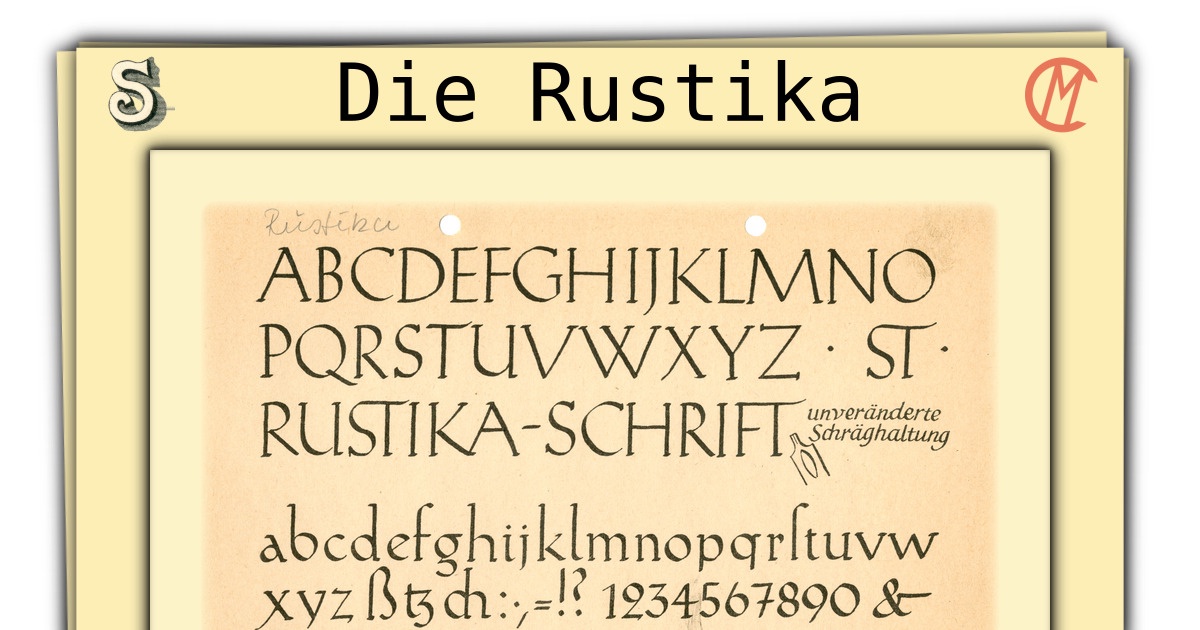 S
Die Rustika
CM
Rustika
ABCDEFGHIJKLMNO
PQRSTUVWXYZ · ST ·
RUSTIKA-SCHRIFT
unveränderte
Schräghaltung
abcdefghijklmnopqrſtuvw
xyz ß tz ch : · , = ! ? 1234567890 &